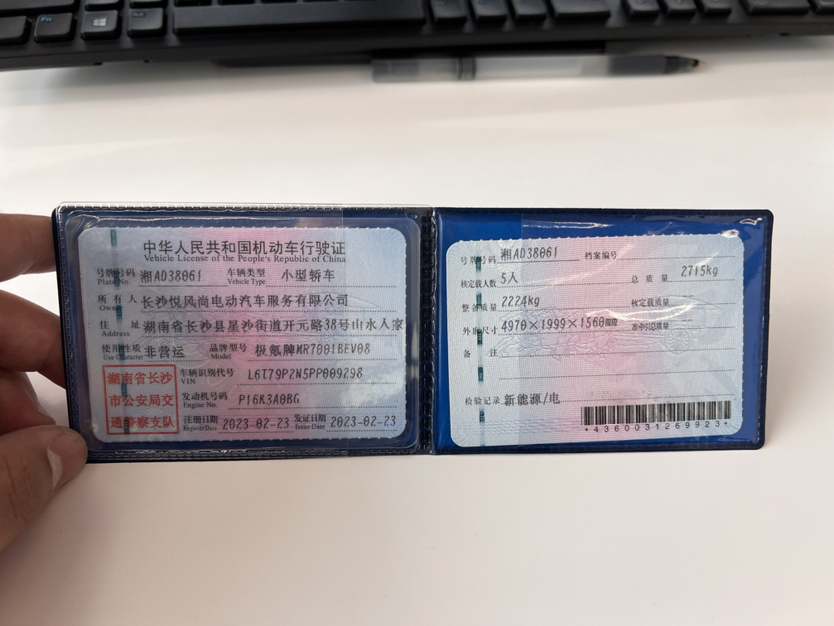 中华人民共和国机动车行驶证
Vehicle License of the People's Republic of China
号牌号码 湘AD38061 车辆类型 小型轿车
Plate No. Vehicle Type
所有人 长沙悦风尚电动汽车服务有限公司
Owner
住址 湖南省长沙县星沙街道开元路38号山水人家
Address
使用性质 非营运 品牌型号 极氪牌MR7001BEV08
Use Character Model
湖南省长沙
市公安局交
通警察支队
车辆识别代号 L6T79P2N5PP009298
VIN
发动机号码 P16K3A0BG
Engine No.
注册日期 2023-02-23 发证日期 2023-02-23
Register Date Issue Date
号牌号码 湘AD38061 档案编号
核定载人数 5人 总质量 2715kg
整备质量 2224kg 核定载质量
外廓尺寸 4970×1999×1560mm 准牵引总质量
备注
检验记录 新能源/电
*4360031269923*